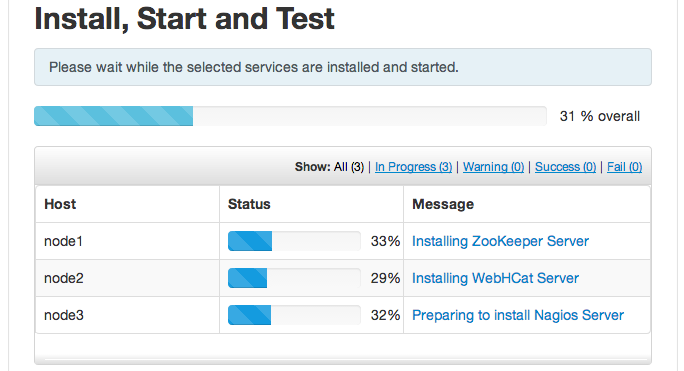 Install, Start and Test
Please wait while the selected services are installed and started.
31 % overall
Show: All (3) | In Progress (3) | Warning (0) | Success (0) | Fail (0)
Host Status Message
node1 33% Installing ZooKeeper Server
node2 29% Installing WebHCat Server
node3 32% Preparing to install Nagios Server